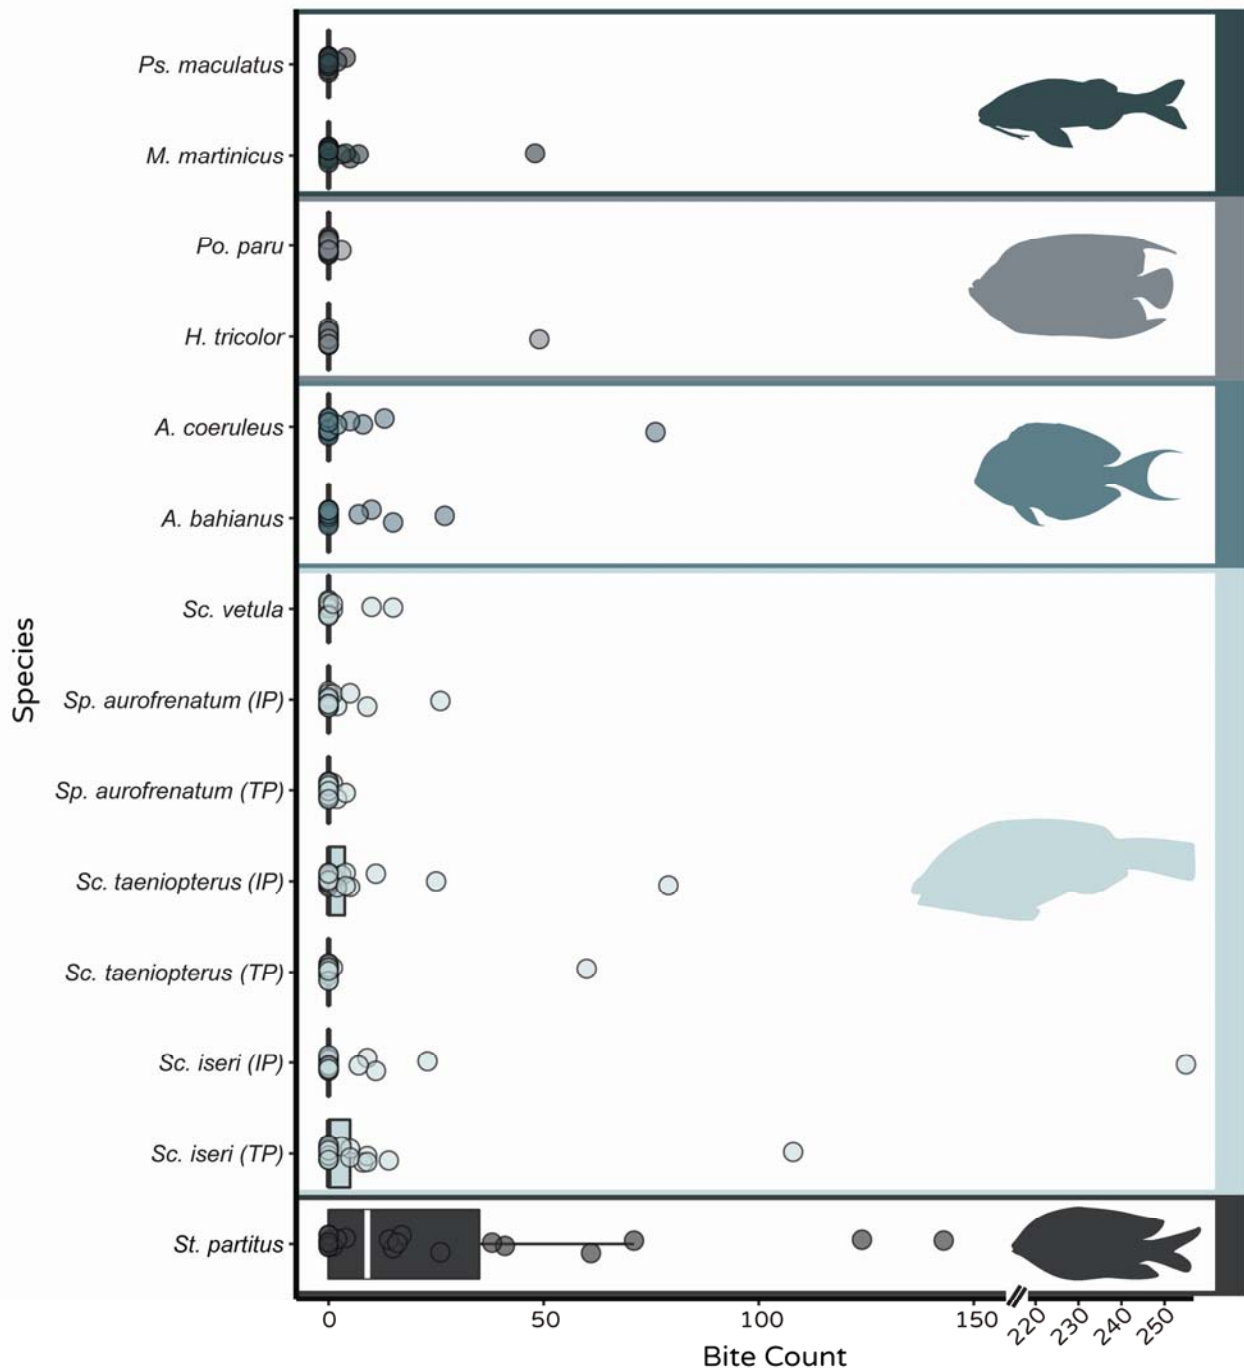 Ps. maculatus
M. martinicus
Po. paru
H. tricolor
A. coeruleus
A. bahianus
Sc. vetula
Sp. aurofrenatum (IP)
Sp. aurofrenatum (TP)
Sc. taeniopterus (IP)
Sc. taeniopterus (TP)
Sc. iseri (IP)
Sc. iseri (TP)
St. partitus
Species
0 50 100 150 // 220 230 240 250
Bite Count